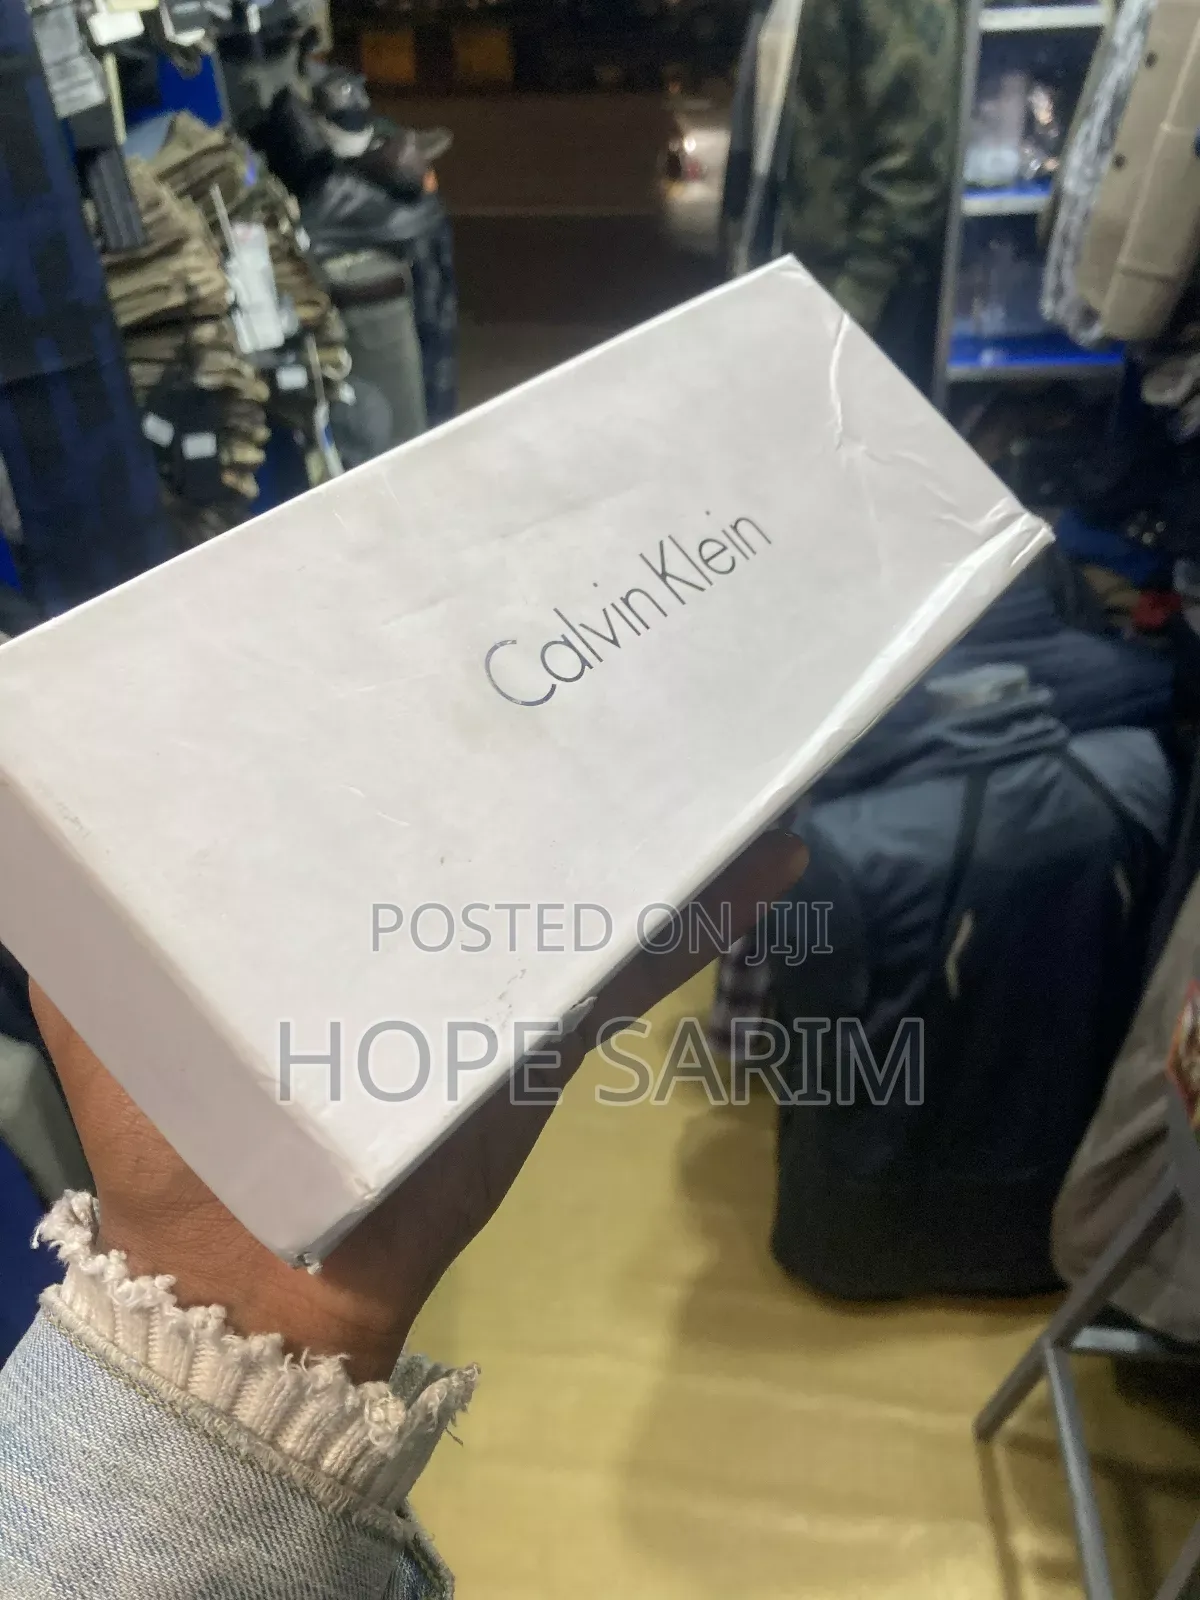 Calvin Klein
POSTED ON JIJI
HOPE SARIM